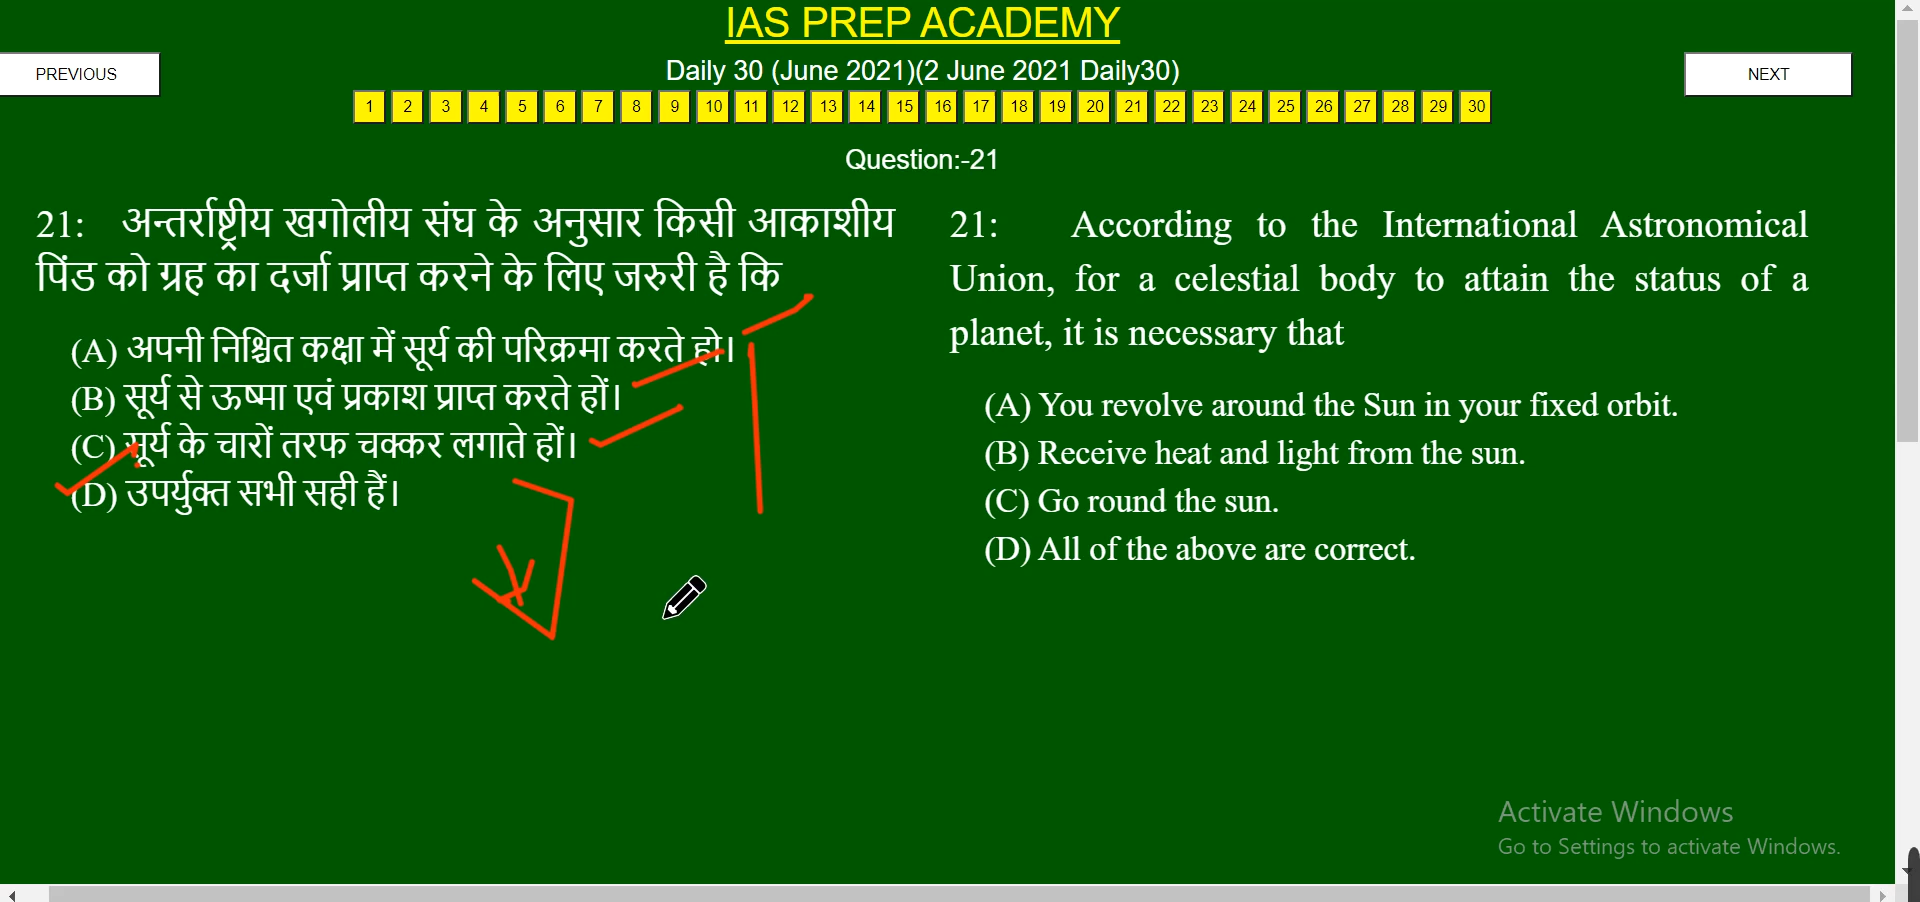 IAS PREP ACADEMY
PREVIOUS
Daily 30 (June 2021)(2 June 2021 Daily30)
NEXT
1 2 3 4 5 6 7 8 9 10 11 12 13 14 15 16 17 18 19 20 21 22 23 24 25 26 27 28 29 30
Question:-21
21: अन्तर्राष्ट्रीय खगोलीय संघ के अनुसार किसी आकाशीय
पिंड को ग्रह का दर्जा प्राप्त करने के लिए जरुरी है कि
(A) अपनी निश्चित कक्षा में सूर्य की परिक्रमा करते हो।
(B) सूर्य से ऊष्मा एवं प्रकाश प्राप्त करते हों।
(C) सूर्य के चारों तरफ चक्कर लगाते हों।
(D) उपर्युक्त सभी सही हैं।
21: According to the International Astronomical
Union, for a celestial body to attain the status of a
planet, it is necessary that
(A) You revolve around the Sun in your fixed orbit.
(B) Receive heat and light from the sun.
(C) Go round the sun.
(D) All of the above are correct.
Activate Windows
Go to Settings to activate Windows.